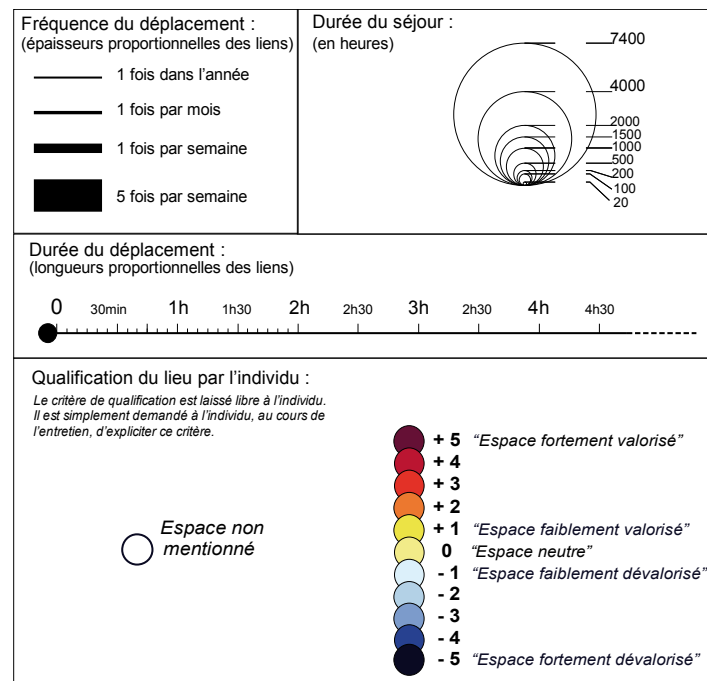 Fréquence du déplacement :
(épaisseurs proportionnelles des liens)
1 fois dans l'année
1 fois par mois
1 fois par semaine
5 fois par semaine
Durée du séjour :
(en heures)
7400
4000
2000
1500
1000
500
200
100
20
Durée du déplacement :
(longueurs proportionnelles des liens)
0 30min 1h 1h30 2h 2h30 3h 2h30 4h 4h30
Qualification du lieu par l'individu :
Le critère de qualification est laissé libre à l'individu.
Il est simplement demandé à l'individu, au cours de
l'entretien, d'expliciter ce critère.
Espace non
mentionné
+ 5 “Espace fortement valorisé”
+ 4
+ 3
+ 2
+ 1 “Espace faiblement valorisé”
0 “Espace neutre”
- 1 “Espace faiblement dévalorisé”
- 2
- 3
- 4
- 5 “Espace fortement dévalorisé”